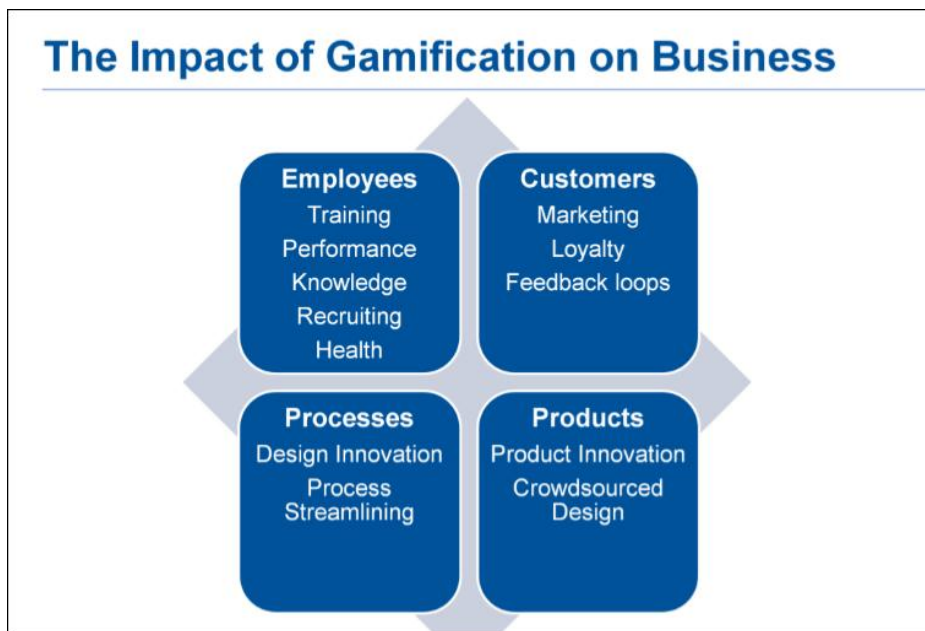 The Impact of Gamification on Business
Employees
Training
Performance
Knowledge
Recruiting
Health
Customers
Marketing
Loyalty
Feedback loops
Processes
Design Innovation
Process
Streamlining
Products
Product Innovation
Crowdsourced
Design